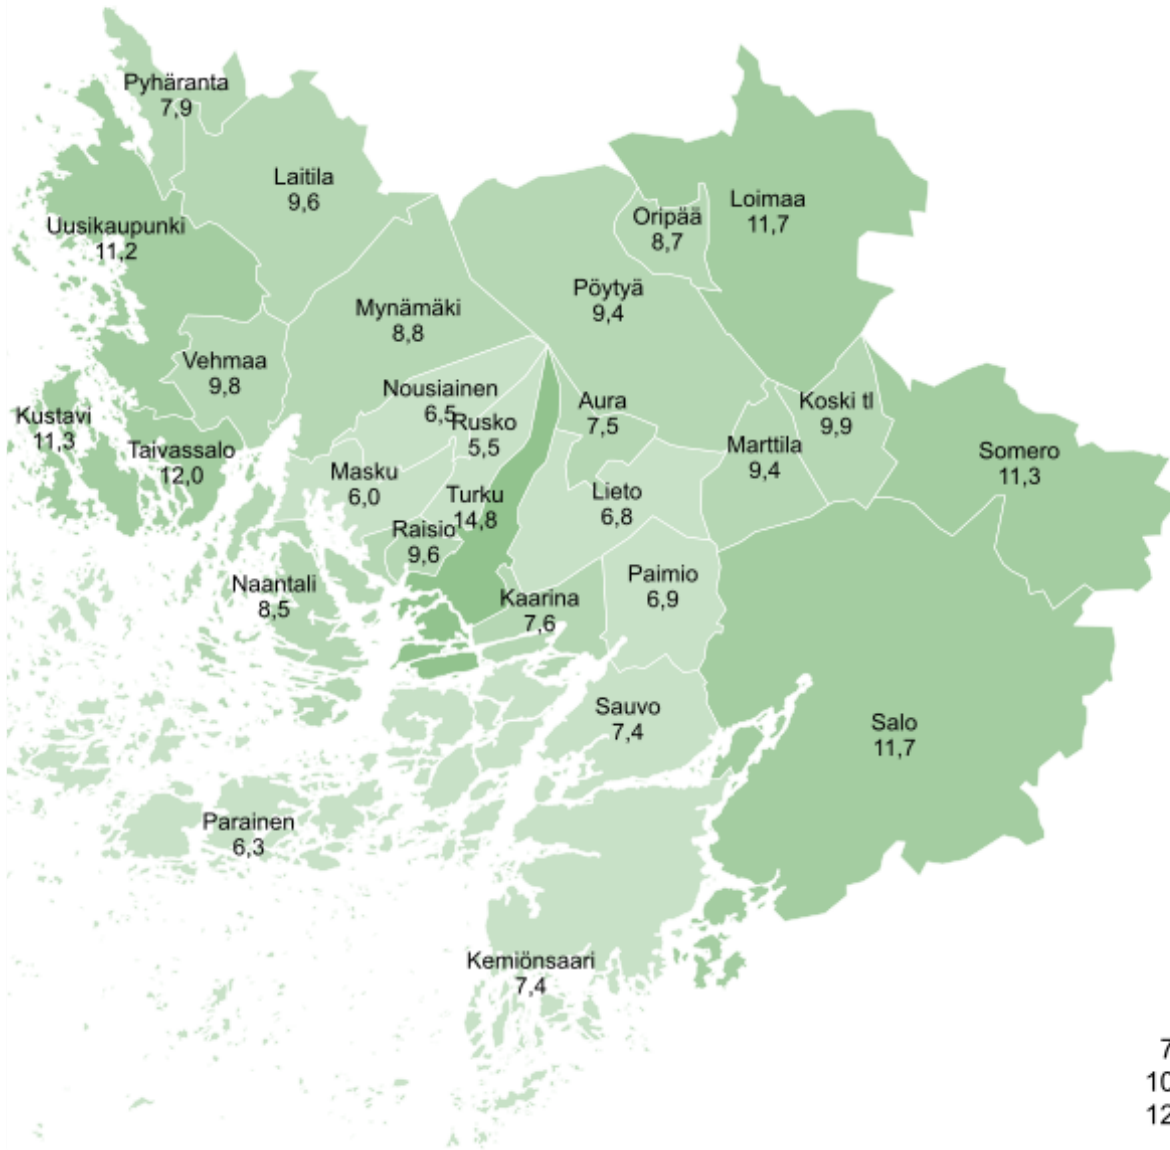 Pyhäranta
7,9
Laitila
9,6
Loimaa
11,7
Oripää
8,7
Uusikaupunki
11,2
Pöytyä
9,4
Mynämäki
8,8
Vehmaa
9,8
Nousiainen
6,5
Rusko
5,5
Aura
7,5
Koski tl
9,9
Kustavi
11,3
Taivassalo
12,0
Marttila
9,4
Somero
11,3
Masku
6,0
Turku
14,8
Lieto
6,8
Raisio
9,6
Naantali
8,5
Kaarina
7,6
Paimio
6,9
Sauvo
7,4
Salo
11,7
Parainen
6,3
Kemiönsaari
7,4
7
10
12